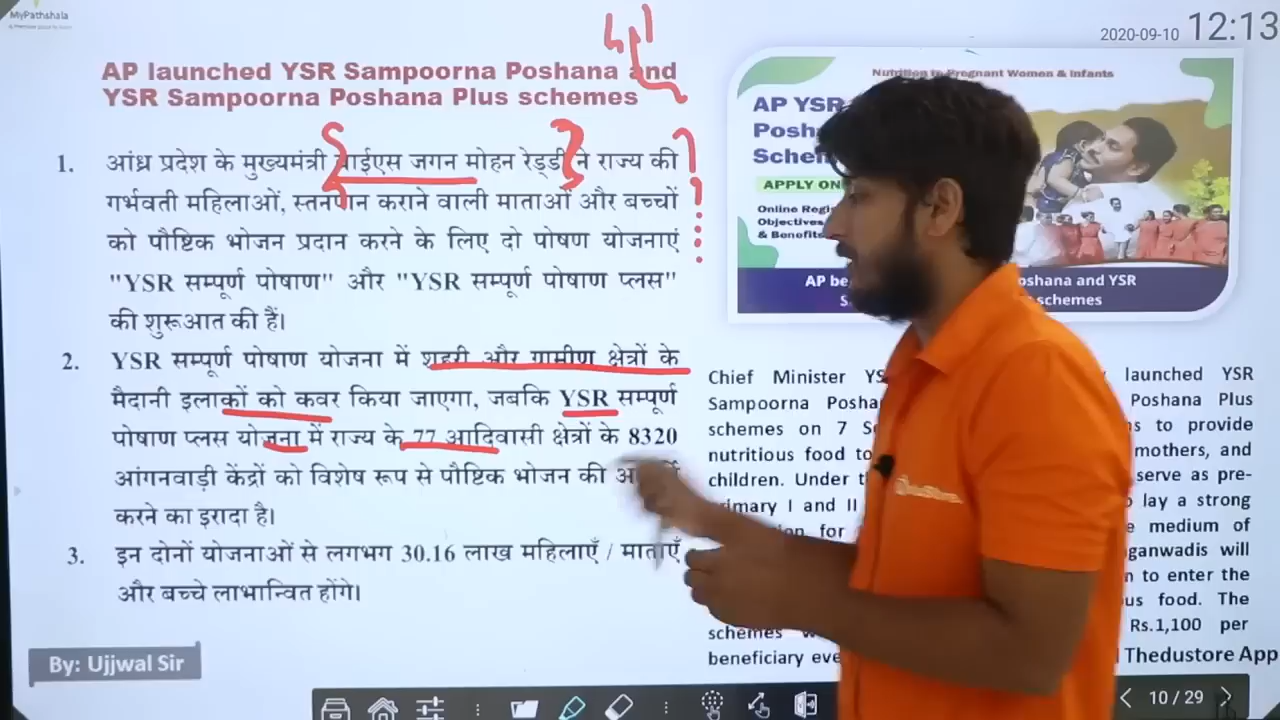 MyPathshala
2020-09-10 12:13
AP launched YSR Sampoorna Poshana and
YSR Sampoorna Poshana Plus schemes
1. आंध्र प्रदेश के मुख्यमंत्री वाईएस जगन मोहन रेड्डी ने राज्य की
गर्भवती महिलाओं, स्तनपान कराने वाली माताओं और बच्चों
को पौष्टिक भोजन प्रदान करने के लिए दो पोषण योजनाएं
"YSR सम्पूर्ण पोषाण" और "YSR सम्पूर्ण पोषाण प्लस"
की शुरूआत की हैं।
2. YSR सम्पूर्ण पोषाण योजना में शहरी और ग्रामीण क्षेत्रों के
मैदानी इलाकों को कवर किया जाएगा, जबकि YSR सम्पूर्ण
पोषाण प्लस योजना में राज्य के 77 आदिवासी क्षेत्रों के 8320
आंगनवाड़ी केंद्रों को विशेष रूप से पौष्टिक भोजन की
करने का इरादा है।
3. इन दोनों योजनाओं से लगभग 30.16 लाख महिलाएँ / माताएँ
और बच्चे लाभान्वित होंगे।
By: Ujjwal Sir
Nutrition to Pregnant Women & Infants
AP YSR
Posh
Schem
APPLY ON
Online Regi
Objectives,
& Benefits
AP be oshana and YSR
S schemes
Chief Minister YS launched YSR
Sampoorna Posha Poshana Plus
schemes on 7 S s to provide
nutritious food to mothers, and
children. Under t serve as pre-
rimary I and II lay a strong
for e medium of
ganwadis will
n to enter the
us food. The
schemes w Rs.1,100 per
beneficiary eve
Thedustore App
10 / 29